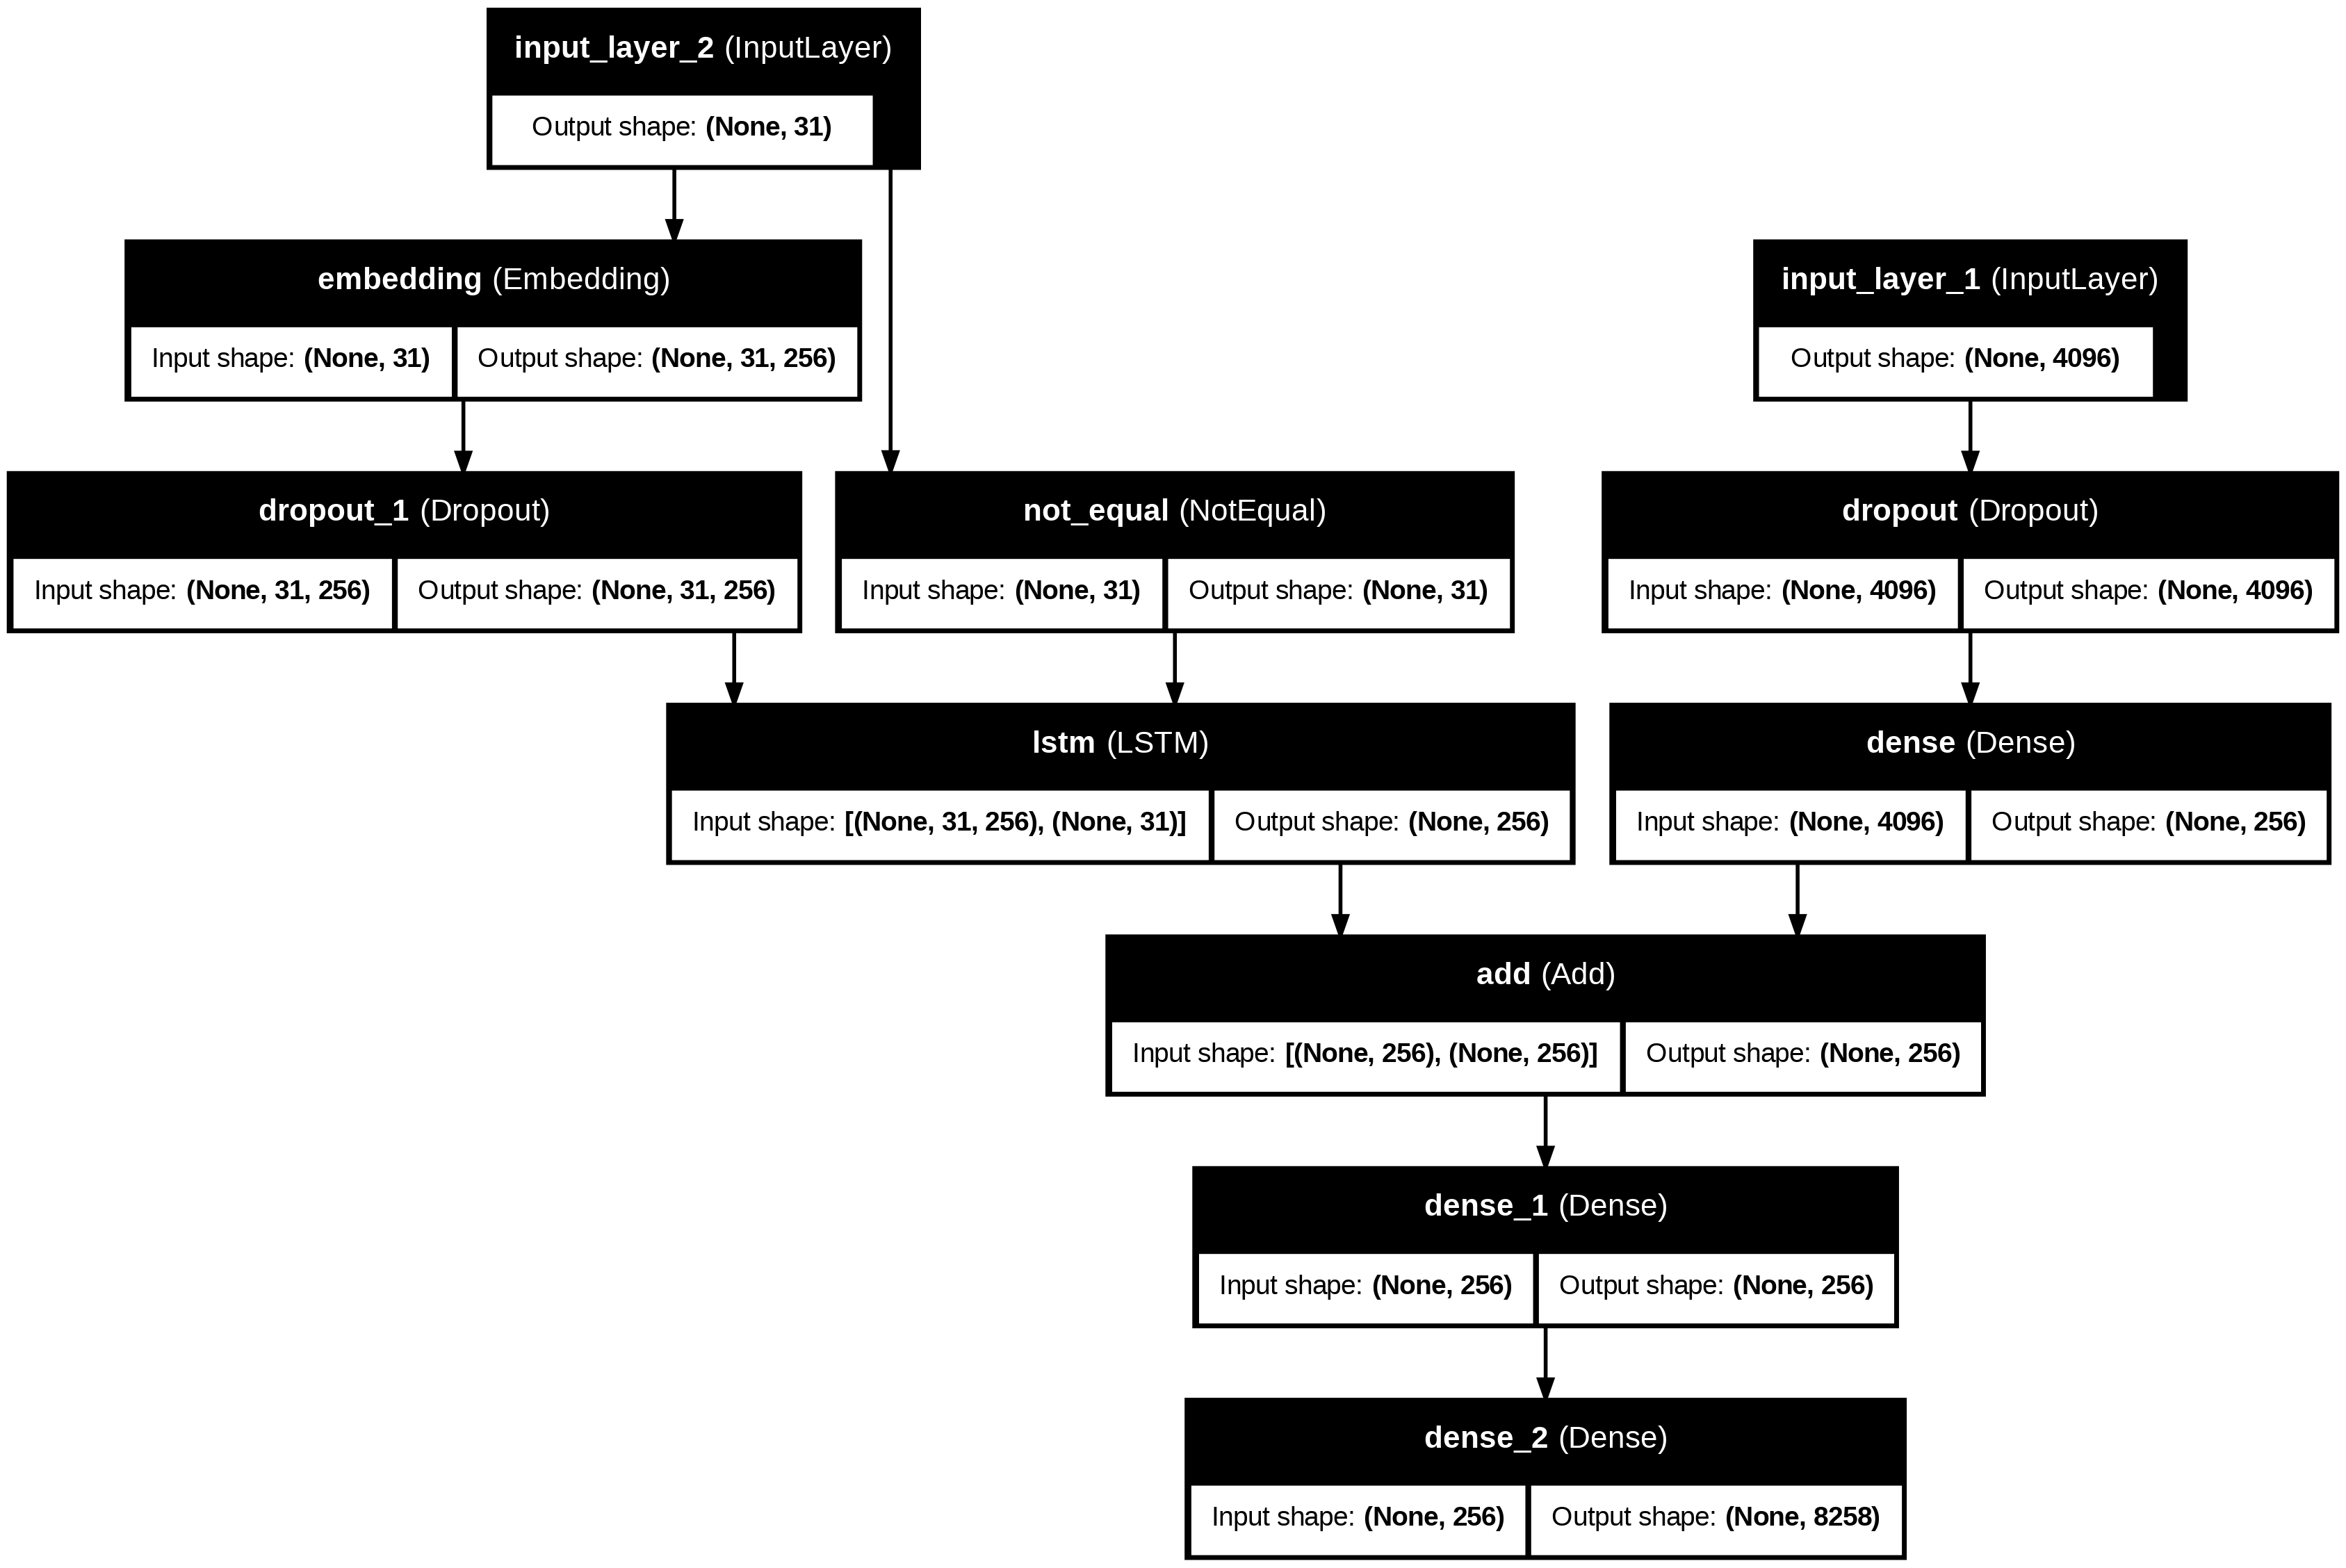 input_layer_2 (InputLayer)
Output shape: (None, 31)
embedding (Embedding)
Input shape: (None, 31) Output shape: (None, 31, 256)
input_layer_1 (InputLayer)
Output shape: (None, 4096)
dropout_1 (Dropout)
Input shape: (None, 31, 256) Output shape: (None, 31, 256)
not_equal (NotEqual)
Input shape: (None, 31) Output shape: (None, 31)
dropout (Dropout)
Input shape: (None, 4096) Output shape: (None, 4096)
lstm (LSTM)
Input shape: [(None, 31, 256), (None, 31)] Output shape: (None, 256)
dense (Dense)
Input shape: (None, 4096) Output shape: (None, 256)
add (Add)
Input shape: [(None, 256), (None, 256)] Output shape: (None, 256)
dense_1 (Dense)
Input shape: (None, 256) Output shape: (None, 256)
dense_2 (Dense)
Input shape: (None, 256) Output shape: (None, 8258)